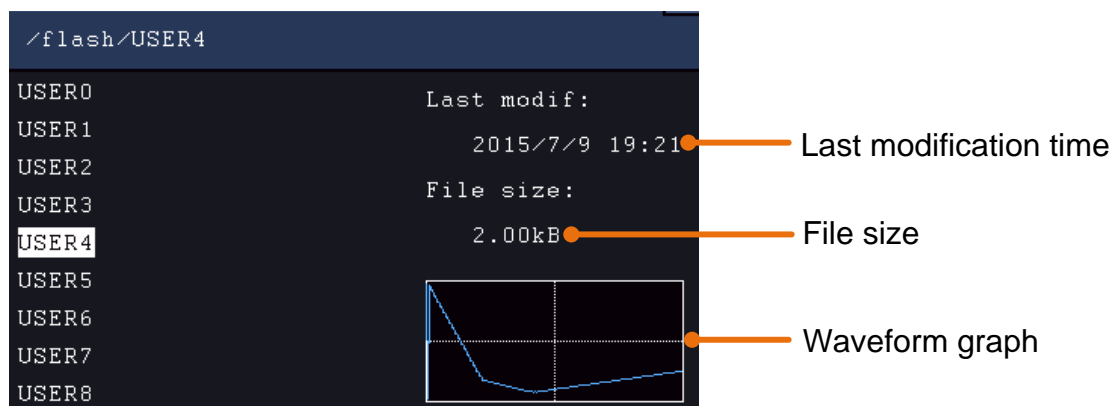 /flash/USER4
USER0
USER1
USER2
USER3
USER4
USER5
USER6
USER7
USER8
Last modif:
2015/7/9 19:21
File size:
2.00kB
Last modification time
File size
Waveform graph